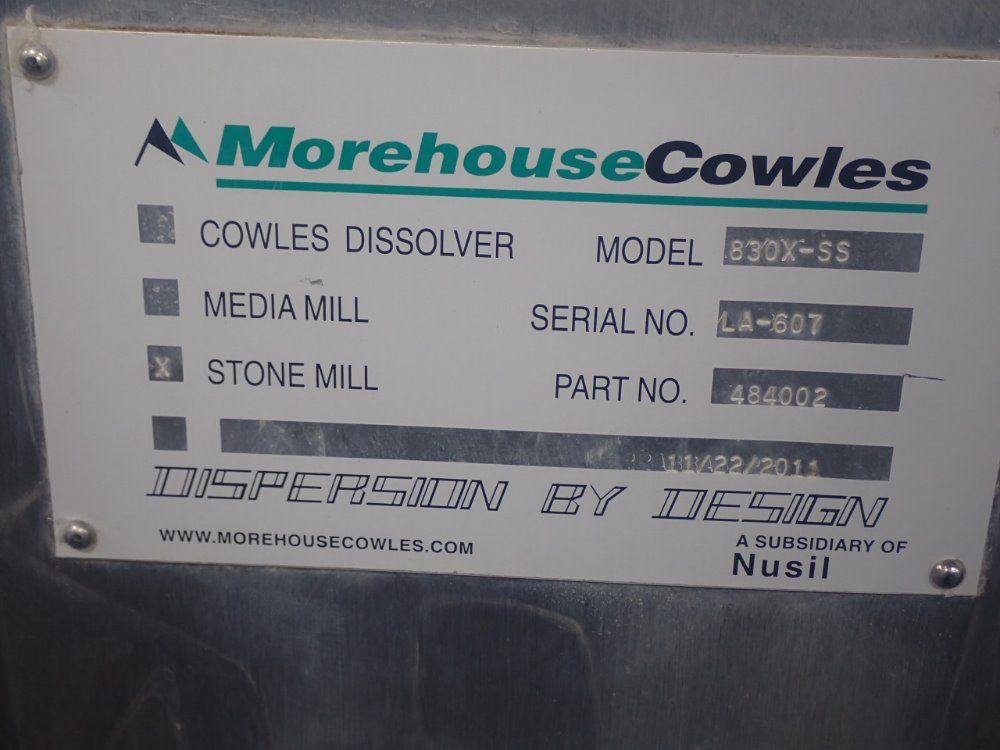 MorehouseCowles
COWLES DISSOLVER MODEL 830X-SS
MEDIA MILL SERIAL NO. LA-607
X STONE MILL PART NO. 484002
11/22/2011
DISPERSION BY DESIGN
WWW.MOREHOUSECOWLES.COM A SUBSIDIARY OF
Nusil